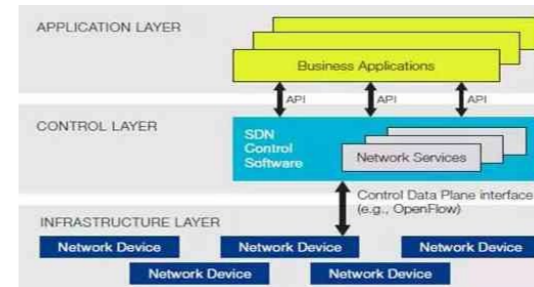 APPLICATION LAYER
Business Applications
API API API
CONTROL LAYER
SDN
Control
Software
Network Services
Control Data Plane interface
(e.g., OpenFlow)
INFRASTRUCTURE LAYER
Network Device Network Device Network Device
Network Device Network Device